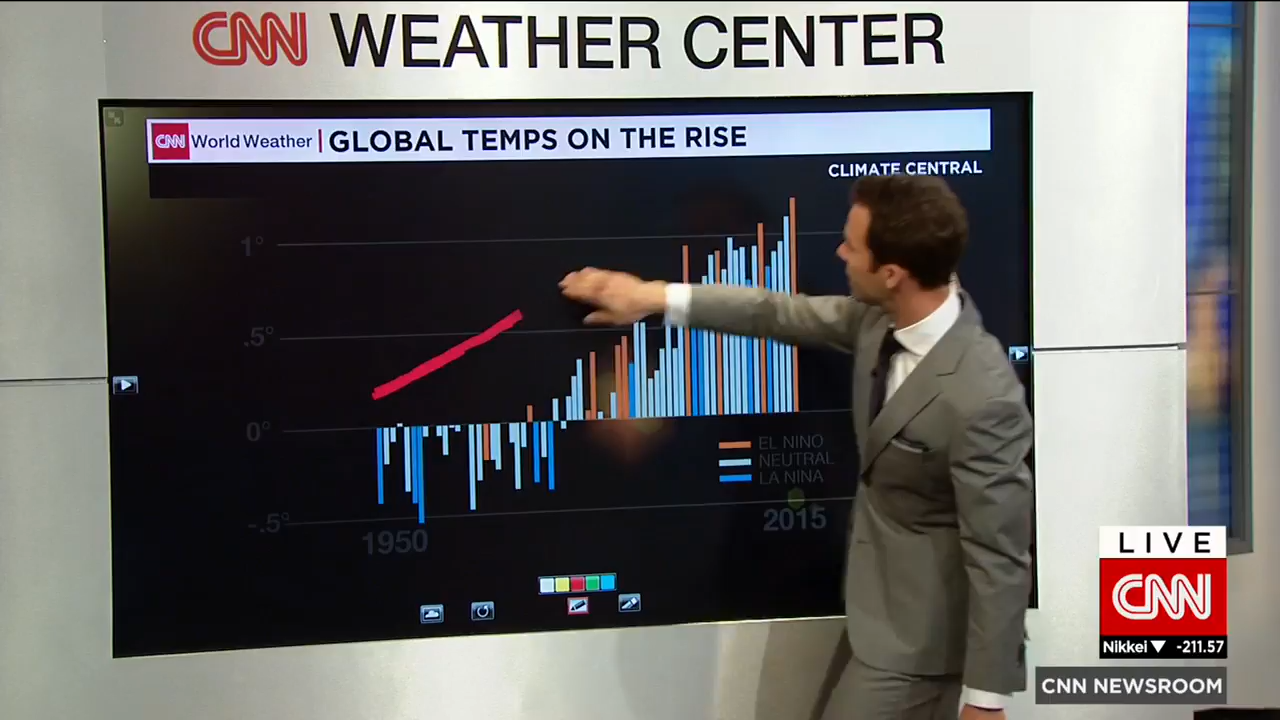 CNN WEATHER CENTER
CNN World Weather | GLOBAL TEMPS ON THE RISE
CLIMATE CENTRAL
1°
.5°
0°
-.5°
EL NINO
NEUTRAL
LA NINA
1950
2015
LIVE
CNN
Nikkei ▼ -211.57
CNN NEWSROOM